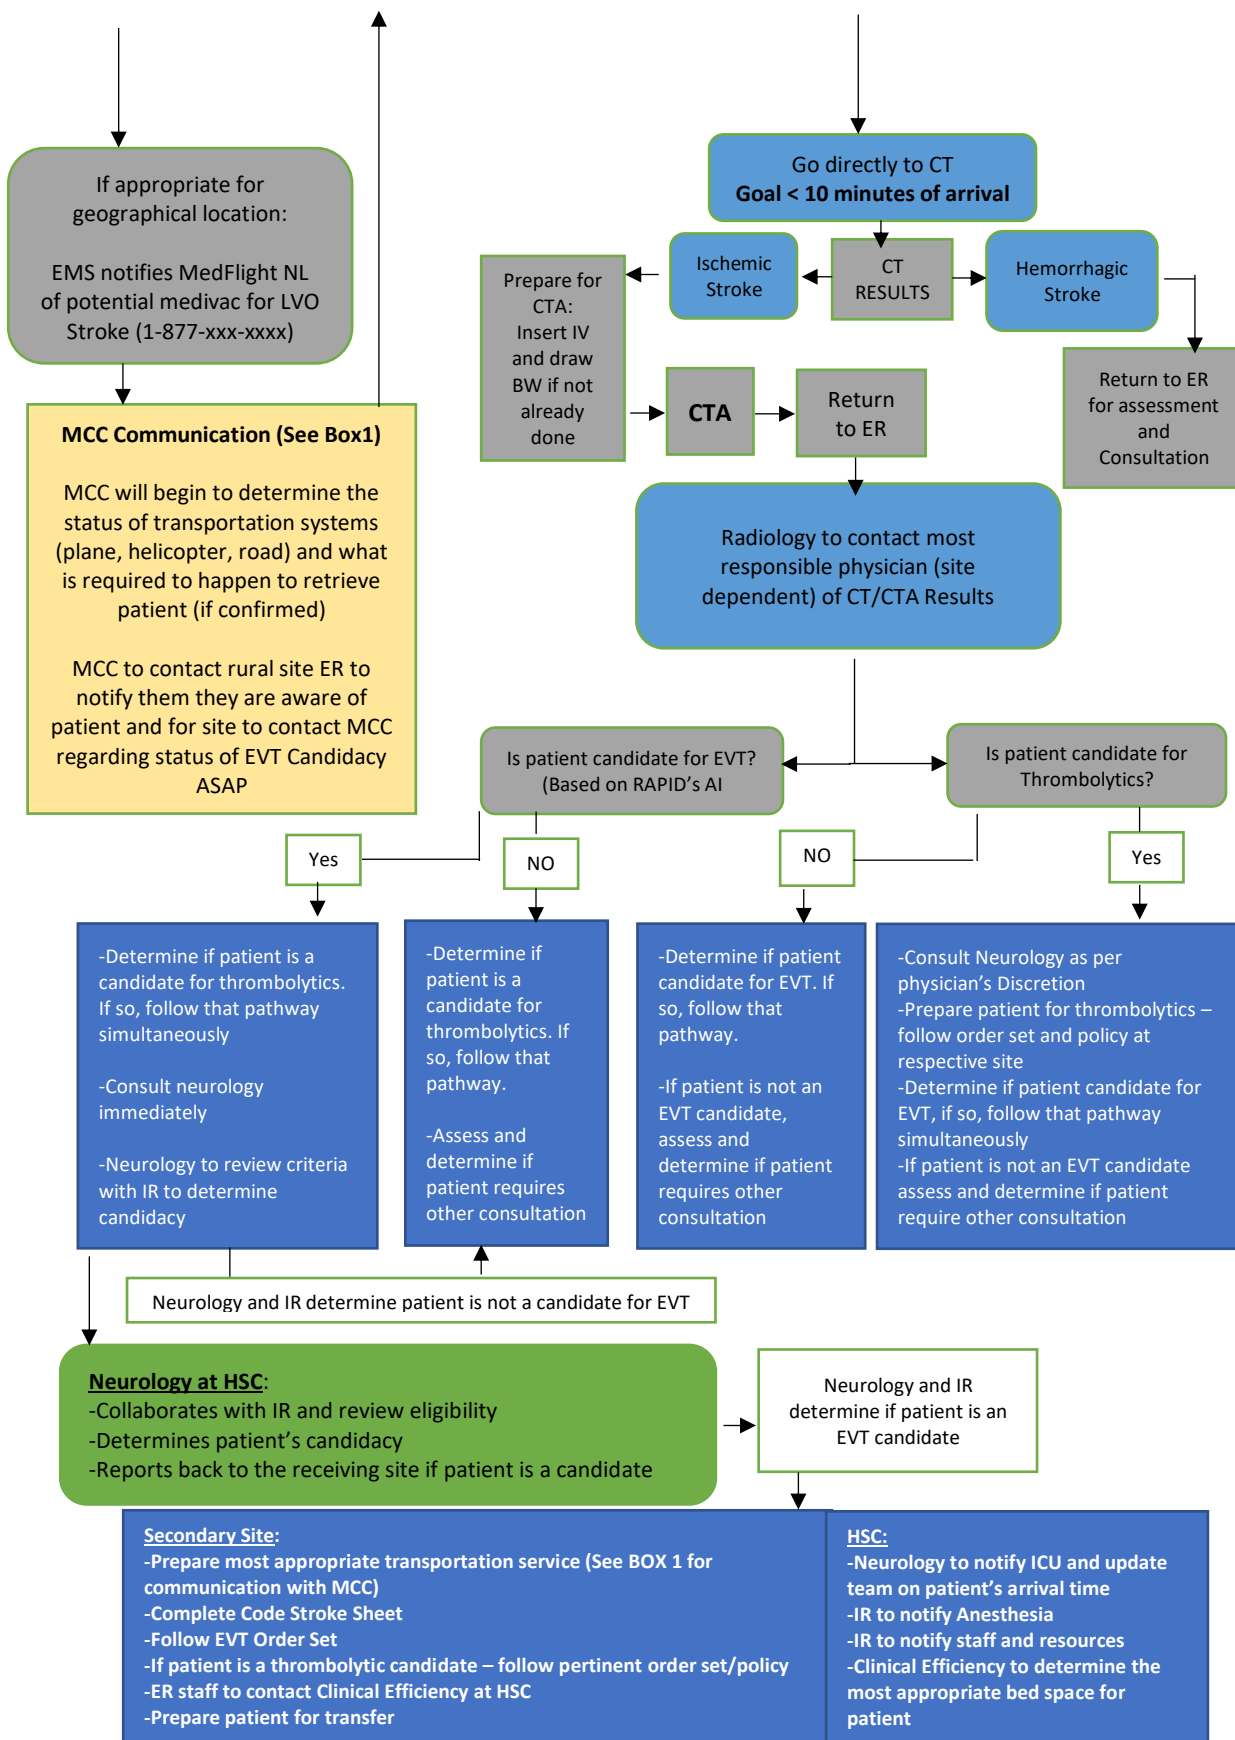 If appropriate for
geographical location:
EMS notifies MedFlight NL
of potential medivac for LVO
Stroke (1-877-xxx-xxxx)
MCC Communication (See Box1)
MCC will begin to determine the
status of transportation systems
(plane, helicopter, road) and what
is required to happen to retrieve
patient (if confirmed)
MCC to contact rural site ER to
notify them they are aware of
patient and for site to contact MCC
regarding status of EVT Candidacy
ASAP
Go directly to CT
Goal < 10 minutes of arrival
Ischemic
Stroke
CT
RESULTS
Hemorrhagic
Stroke
Prepare for
CTA:
Insert IV
and draw
BW if not
already
done
CTA
Return
to ER
Return to ER
for assessment
and
Consultation
Radiology to contact most
responsible physician (site
dependent) of CT/CTA Results
Is patient candidate for EVT?
(Based on RAPID's AI
Is patient candidate for
Thrombolytics?
Yes
NO
NO
Yes
-Determine if patient is a
candidate for thrombolytics.
If so, follow that pathway
simultaneously
-Consult neurology
immediately
-Neurology to review criteria
with IR to determine
candidacy
-Determine if
patient is a
candidate for
thrombolytics. If
so, follow that
pathway.
-Assess and
determine if
patient requires
other consultation
-Determine if patient
candidate for EVT. If
so, follow that
pathway.
-If patient is not an
EVT candidate,
assess and
determine if patient
requires other
consultation
-Consult Neurology as per
physician's Discretion
-Prepare patient for thrombolytics –
follow order set and policy at
respective site
-Determine if patient candidate for
EVT, if so, follow that pathway
simultaneously
-If patient is not an EVT candidate
assess and determine if patient
require other consultation
Neurology and IR determine patient is not a candidate for EVT
Neurology at HSC:
-Collaborates with IR and review eligibility
-Determines patient's candidacy
-Reports back to the receiving site if patient is a candidate
Neurology and IR
determine if patient is an
EVT candidate
Secondary Site:
-Prepare most appropriate transportation service (See BOX 1 for
communication with MCC)
-Complete Code Stroke Sheet
-Follow EVT Order Set
-If patient is a thrombolytic candidate – follow pertinent order set/policy
-ER staff to contact Clinical Efficiency at HSC
-Prepare patient for transfer
HSC:
-Neurology to notify ICU and update
team on patient's arrival time
-IR to notify Anesthesia
-IR to notify staff and resources
-Clinical Efficiency to determine the
most appropriate bed space for
patient